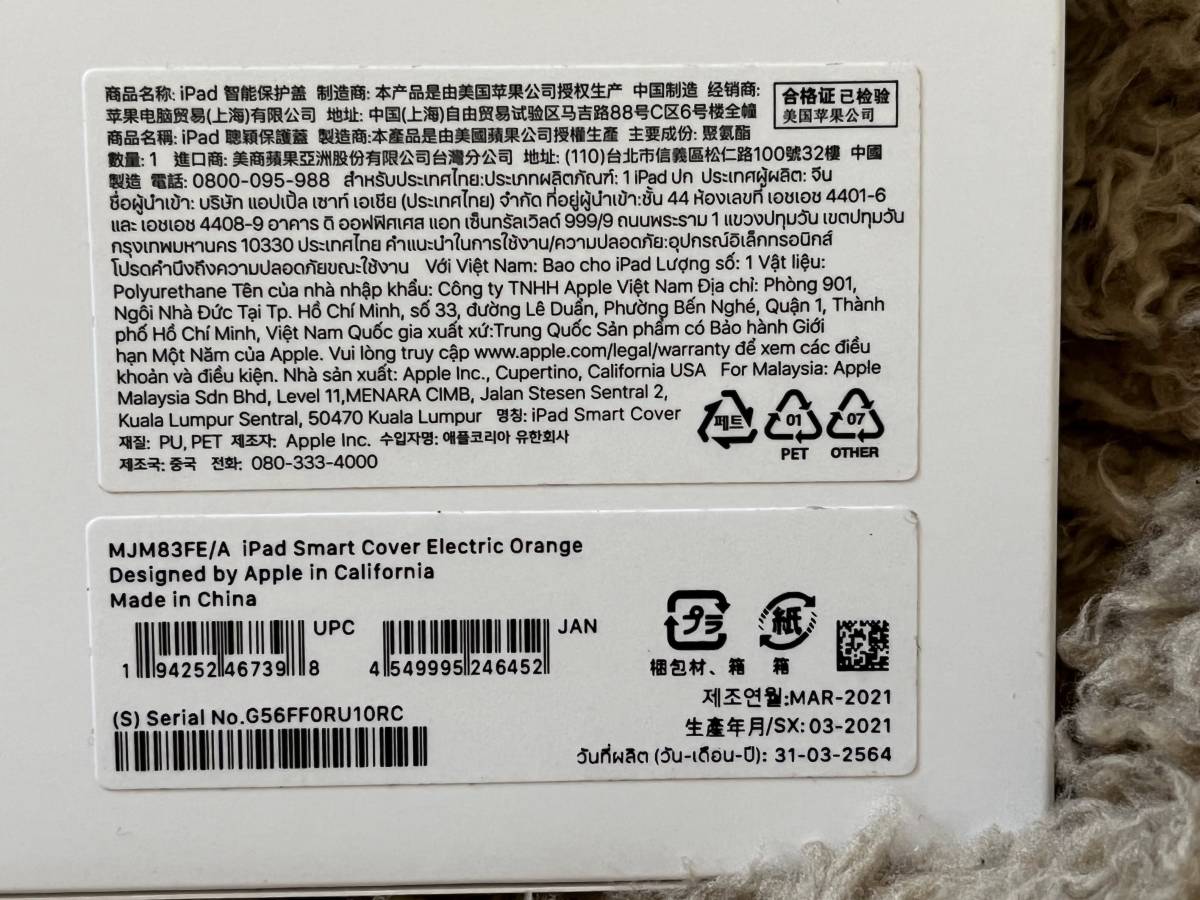 商品名称: iPad 智能保护盖 制造商: 本产品是由美国苹果公司授权生产 中国制造 经销商:
苹果电脑贸易(上海)有限公司 地址: 中国(上海)自由贸易试验区马吉路88号C区6号楼全幢
商品名稱: iPad 聰穎保護蓋 製造商:本產品是由美國蘋果公司授權生產 主要成份: 聚氨酯
數量: 1 進口商: 美商蘋果亞洲股份有限公司台灣分公司 地址: (110)台北市信義區松仁路100號32樓 中國
製造 電話: 0800-095-988 สำหรับประเทศไทย:ประเภทผลิตภัณฑ์: 1 iPad ปก ประเทศผู้ผลิต: จีน
ชื่อผู้นำเข้า: บริษัท แอปเปิ้ล เซาท์ เอเชีย (ประเทศไทย) จำกัด ที่อยู่ผู้นำเข้า:ชั้น 44 ห้องเลขที่ เอชเอช 4401-6
และ เอชเอช 4408-9 อาคาร ดิ ออฟฟิศเศส แอท เซ็นทรัลเวิลด์ 999/9 ถนนพระราม 1 แขวงปทุมวัน เขตปทุมวัน
กรุงเทพมหานคร 10330 ประเทศไทย คำแนะนำในการใช้งาน/ความปลอดภัย:อุปกรณ์อิเล็กทรอนิกส์
โปรดคำนึงถึงความปลอดภัยขณะใช้งาน Với Việt Nam: Bao cho iPad Lượng số: 1 Vật liệu:
Polyurethane Tên của nhà nhập khẩu: Công ty TNHH Apple Việt Nam Địa chỉ: Phòng 901,
Ngôi Nhà Đức Tại Tp. Hồ Chí Minh, số 33, đường Lê Duẩn, Phường Bến Nghé, Quận 1, Thành
phố Hồ Chí Minh, Việt Nam Quốc gia xuất xứ:Trung Quốc Sản phẩm có Bảo hành Giới
hạn Một Năm của Apple. Vui lòng truy cập www.apple.com/legal/warranty để xem các điều
khoản và điều kiện. Nhà sản xuất: Apple Inc., Cupertino, California USA For Malaysia: Apple
Malaysia Sdn Bhd, Level 11,MENARA CIMB, Jalan Stesen Sentral 2,
Kuala Lumpur Sentral, 50470 Kuala Lumpur 명칭: iPad Smart Cover
재질: PU, PET 제조자: Apple Inc. 수입자명: 애플코리아 유한회사
제조국: 중국 전화: 080-333-4000
合格证 已检验
美国苹果公司
페트 01 07
PET OTHER
MJM83FE/A iPad Smart Cover Electric Orange
Designed by Apple in California
Made in China
UPC JAN
1 94252 46739 8 4 549995 246452
プラ 紙
梱包材、箱 箱
(S) Serial No.G56FF0RU10RC
제조연월:MAR-2021
生產年月/SX: 03-2021
วันที่ผลิต (วัน-เดือน-ปี): 31-03-2564